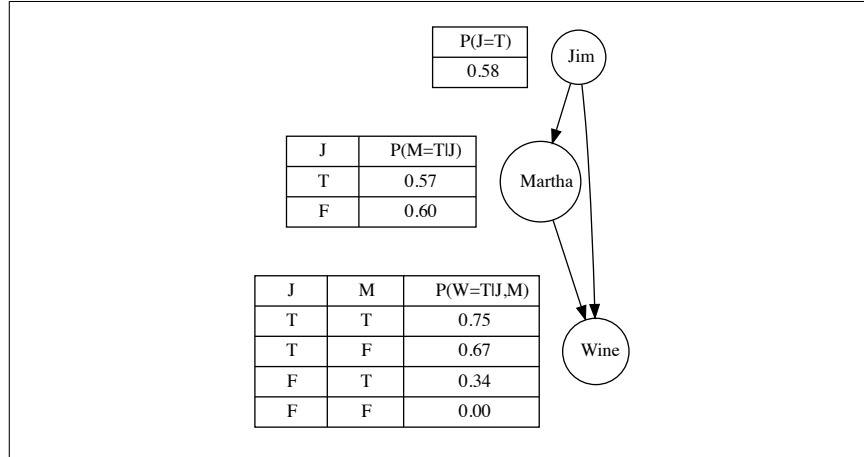 P(J=T)
0.58
Jim
J P(M=T|J)
T 0.57
F 0.60
Martha
J M P(W=T|J,M)
T T 0.75
T F 0.67
F T 0.34
F F 0.00
Wine